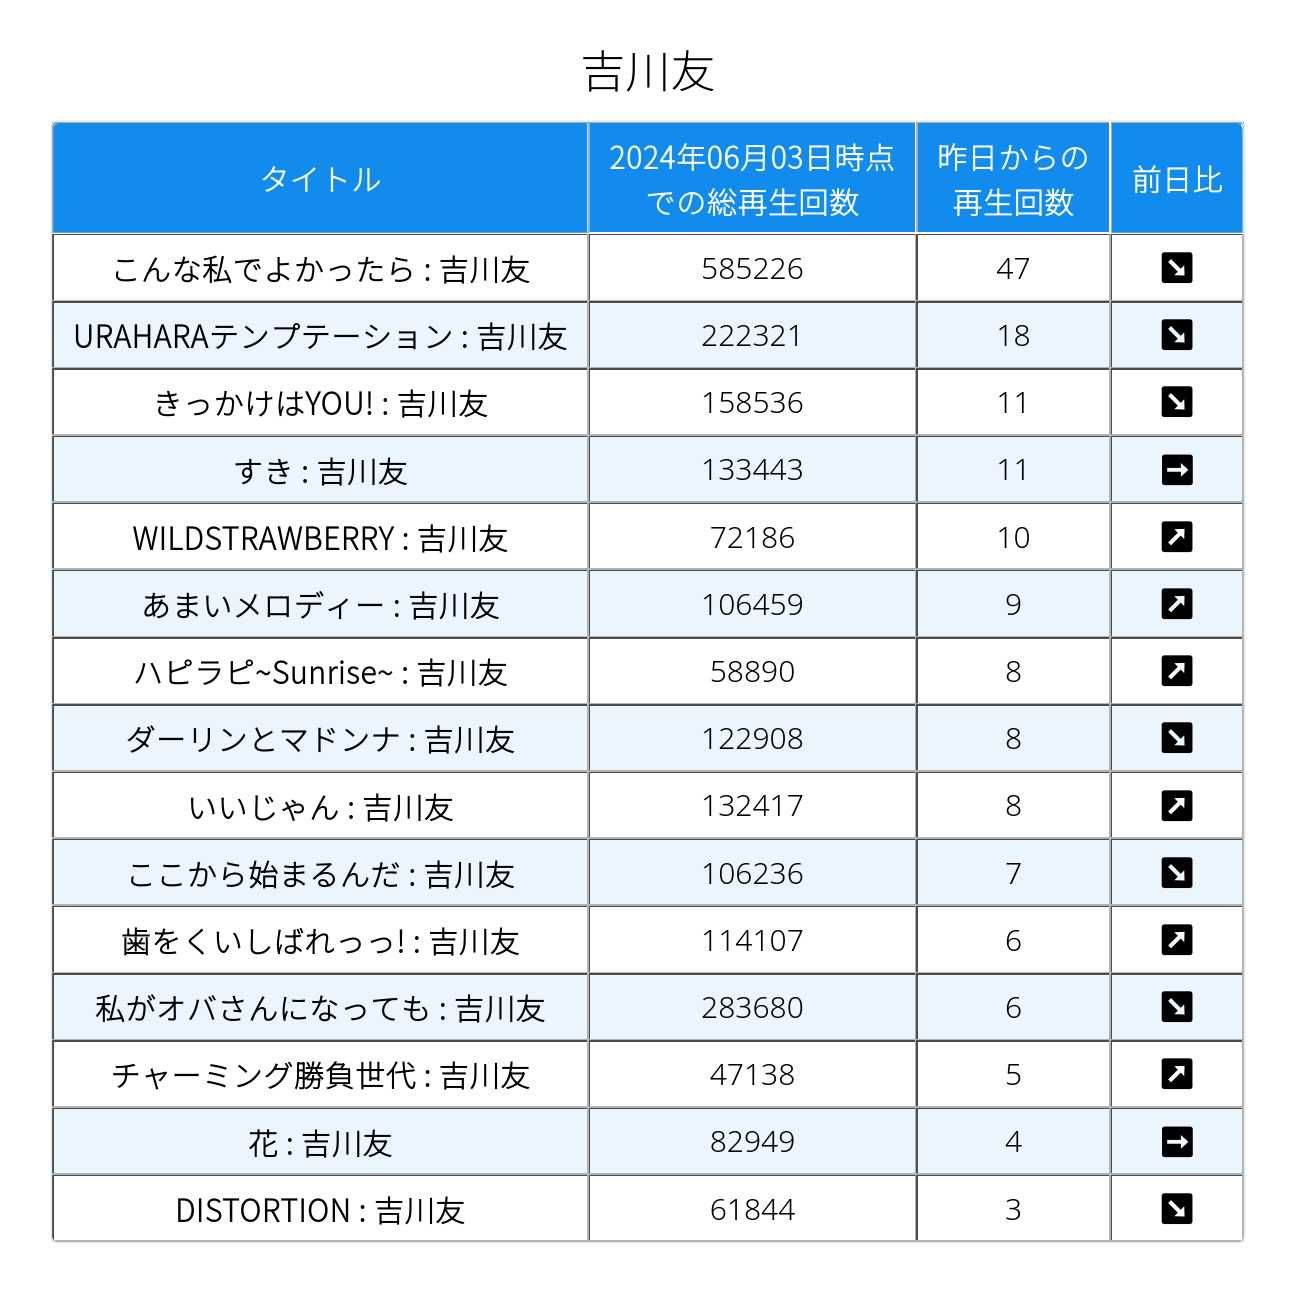 吉川友
タイトル
2024年06月03日時点
での総再生回数
昨日からの
再生回数
前日比
こんな私でよかったら : 吉川友 585226 47
URAHARAテンプテーション : 吉川友 222321 18
きっかけはYOU! : 吉川友 158536 11
すき : 吉川友 133443 11
WILDSTRAWBERRY : 吉川友 72186 10
あまいメロディー : 吉川友 106459 9
ハピラピ~Sunrise~ : 吉川友 58890 8
ダーリンとマドンナ : 吉川友 122908 8
いいじゃん : 吉川友 132417 8
ここから始まるんだ : 吉川友 106236 7
歯をくいしばれっっ! : 吉川友 114107 6
私がオバさんになっても : 吉川友 283680 6
チャーミング勝負世代 : 吉川友 47138 5
花 : 吉川友 82949 4
DISTORTION : 吉川友 61844 3